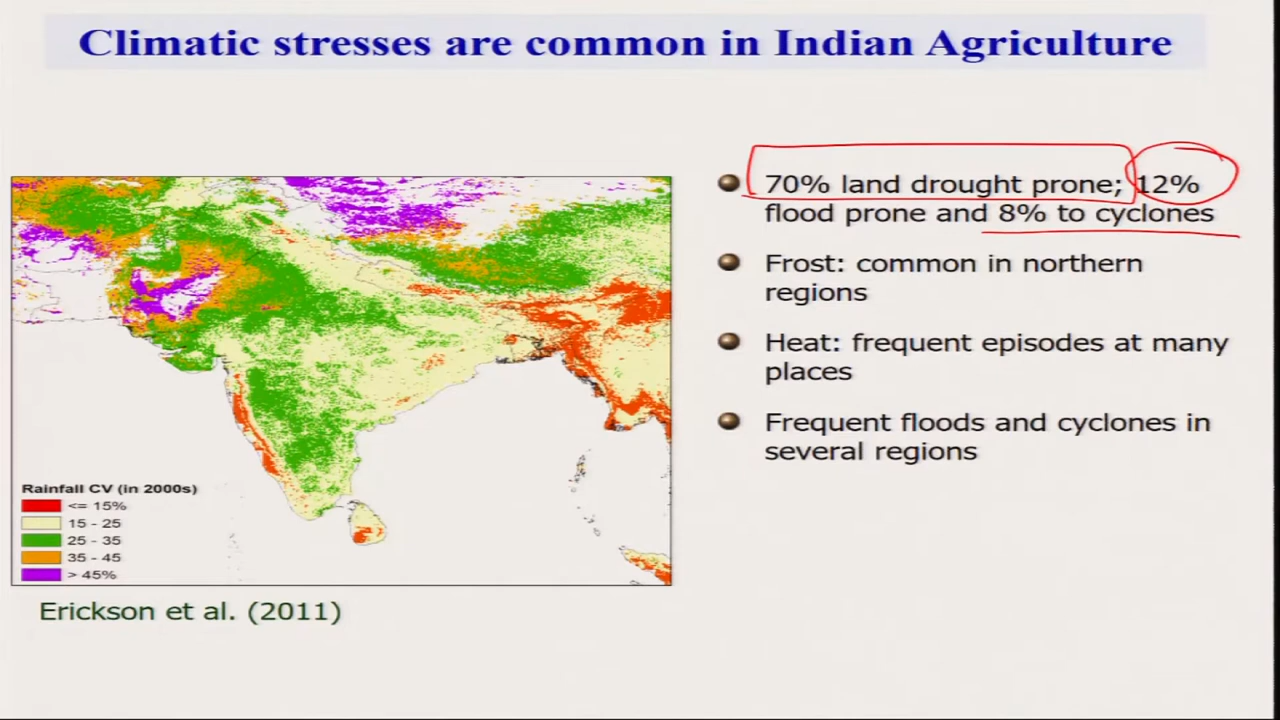 Climatic stresses are common in Indian Agriculture
70% land drought prone; 12%
flood prone and 8% to cyclones
Frost: common in northern
regions
Heat: frequent episodes at many
places
Frequent floods and cyclones in
several regions
Rainfall CV (in 2000s)
<= 15%
15 - 25
25 - 35
35 - 45
> 45%
Erickson et al. (2011)